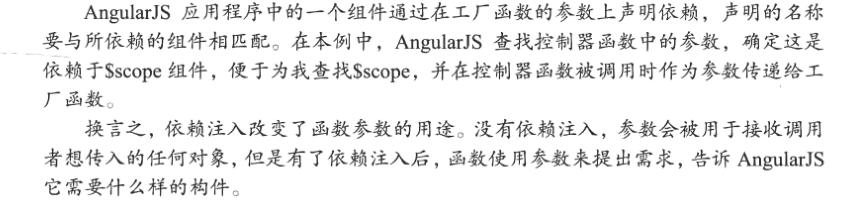 AngularJS 应用程序中的一个组件通过在工厂函数的参数上声明依赖，声明的名称
要与所依赖的组件相匹配。在本例中，AngularJS 查找控制器函数中的参数，确定这是
依赖于$scope 组件，便于为我查找$scope，并在控制器函数被调用时作为参数传递给工
厂函数。
换言之，依赖注入改变了函数参数的用途。没有依赖注入，参数会被用于接收调用
者想传入的任何对象，但是有了依赖注入后，函数使用参数来提出需求，告诉 AngularJS
它需要什么样的构件。